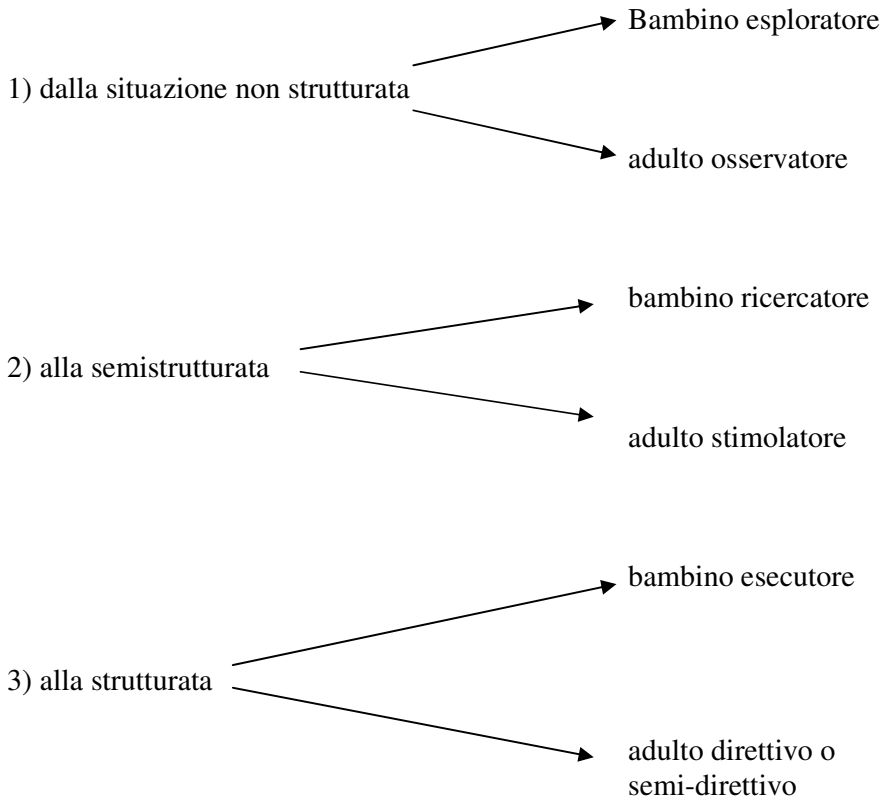 Bambino esploratore
1) dalla situazione non strutturata
adulto osservatore
bambino ricercatore
2) alla semistrutturata
adulto stimolatore
bambino esecutore
3) alla strutturata
adulto direttivo o
semi-direttivo